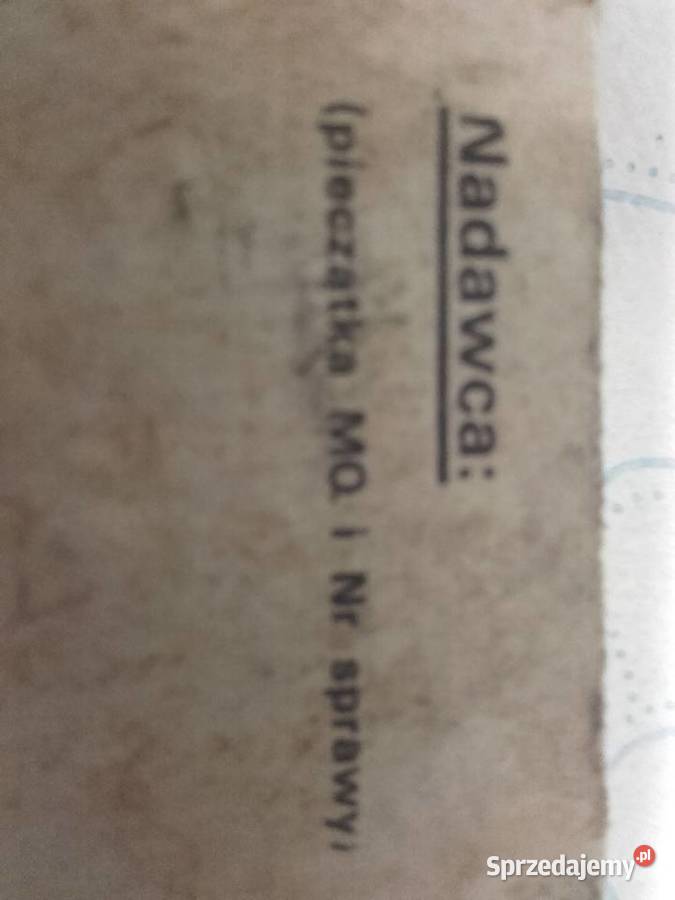 Nadawca:
(pieczątka MO. i Nr sprawy)
Sprzedajemy.pl